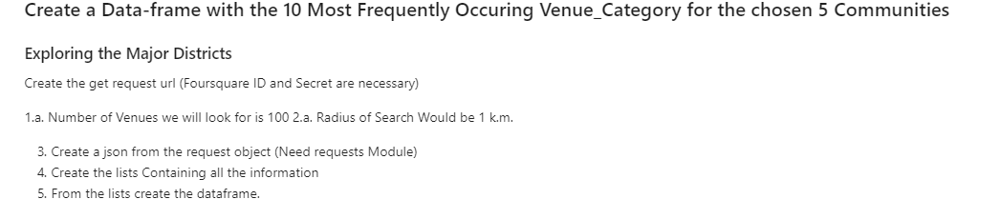 Create a Data-frame with the 10 Most Frequently Occuring Venue_Category for the chosen 5 Communities
Exploring the Major Districts
Create the get request url (Foursquare ID and Secret are necessary)
1.a. Number of Venues we will look for is 100 2.a. Radius of Search Would be 1 k.m.
3. Create a json from the request object (Need requests Module)
4. Create the lists Containing all the information
5. From the lists create the dataframe.